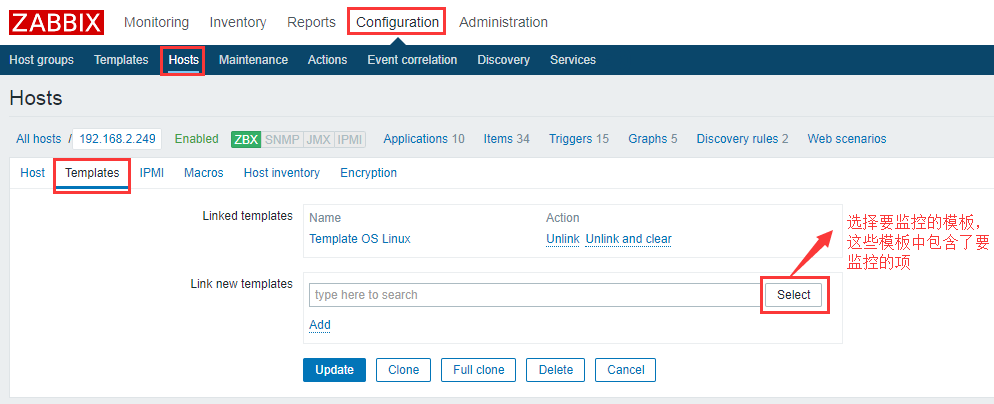 ZABBIX Monitoring Inventory Reports Configuration Administration
Host groups Templates Hosts Maintenance Actions Event correlation Discovery Services
Hosts
All hosts / 192.168.2.249 Enabled ZBX SNMP JMX IPMI Applications 10 Items 34 Triggers 15 Graphs 5 Discovery rules 2 Web scenarios
Host Templates IPMI Macros Host inventory Encryption
Linked templates Name Action
Template OS Linux Unlink Unlink and clear
选择要监控的模板，
这些模板中包含了要
监控的项
Link new templates type here to search Select
Add
Update Clone Full clone Delete Cancel